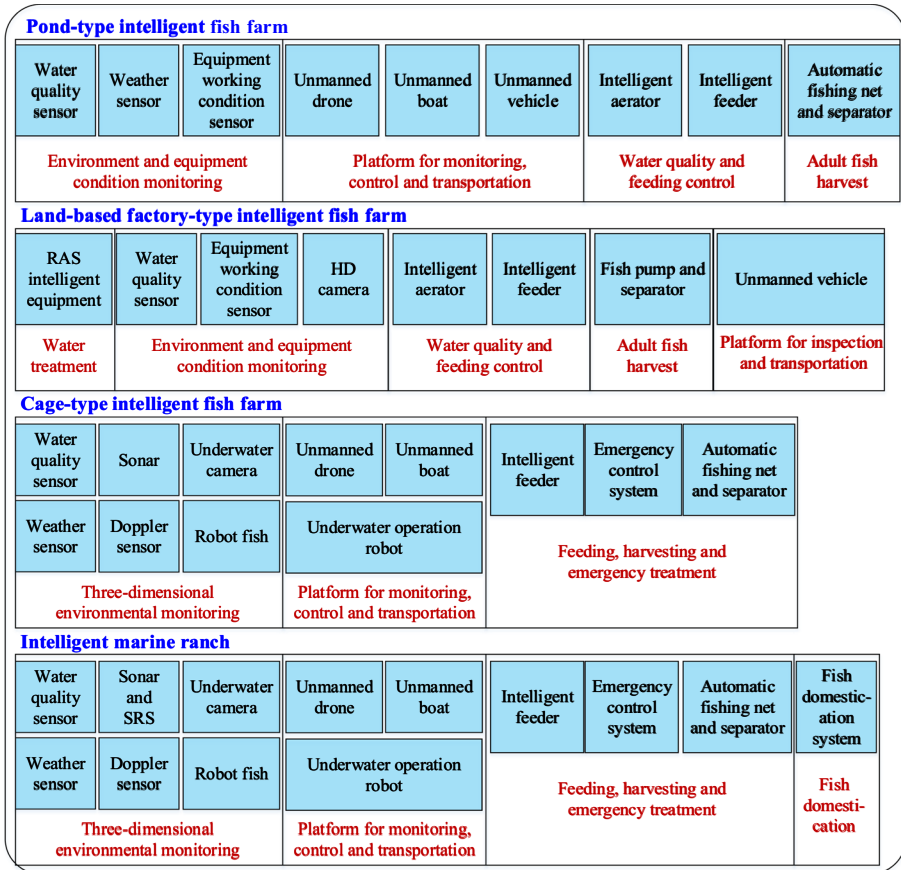 Pond-type intelligent fish farm
Water
quality
sensor
Weather
sensor
Equipment
working
condition
sensor
Unmanned
drone
Unmanned
boat
Unmanned
vehicle
Intelligent
aerator
Intelligent
feeder
Automatic
fishing net
and separator
Environment and equipment
condition monitoring
Platform for monitoring,
control and transportation
Water quality and
feeding control
Adult fish
harvest
Land-based factory-type intelligent fish farm
RAS
intelligent
equipment
Water
quality
sensor
Equipment
working
condition
sensor
HD
camera
Intelligent
aerator
Intelligent
feeder
Fish pump and
separator
Unmanned vehicle
Water
treatment
Environment and equipment
condition monitoring
Water quality and
feeding control
Adult fish
harvest
Platform for inspection
and transportation
Cage-type intelligent fish farm
Water
quality
sensor
Sonar
Underwater
camera
Unmanned
drone
Unmanned
boat
Intelligent
feeder
Emergency
control
system
Automatic
fishing net
and separator
Weather
sensor
Doppler
sensor
Robot fish
Underwater operation
robot
Three-dimensional
environmental monitoring
Platform for monitoring,
control and transportation
Feeding, harvesting and
emergency treatment
Intelligent marine ranch
Water
quality
sensor
Sonar
and
SRS
Underwater
camera
Unmanned
drone
Unmanned
boat
Intelligent
feeder
Emergency
control
system
Automatic
fishing net
and separator
Fish
domestic-
ation
system
Weather
sensor
Doppler
sensor
Robot fish
Underwater operation
robot
Three-dimensional
environmental monitoring
Platform for monitoring,
control and transportation
Feeding, harvesting and
emergency treatment
Fish
domesti-
cation